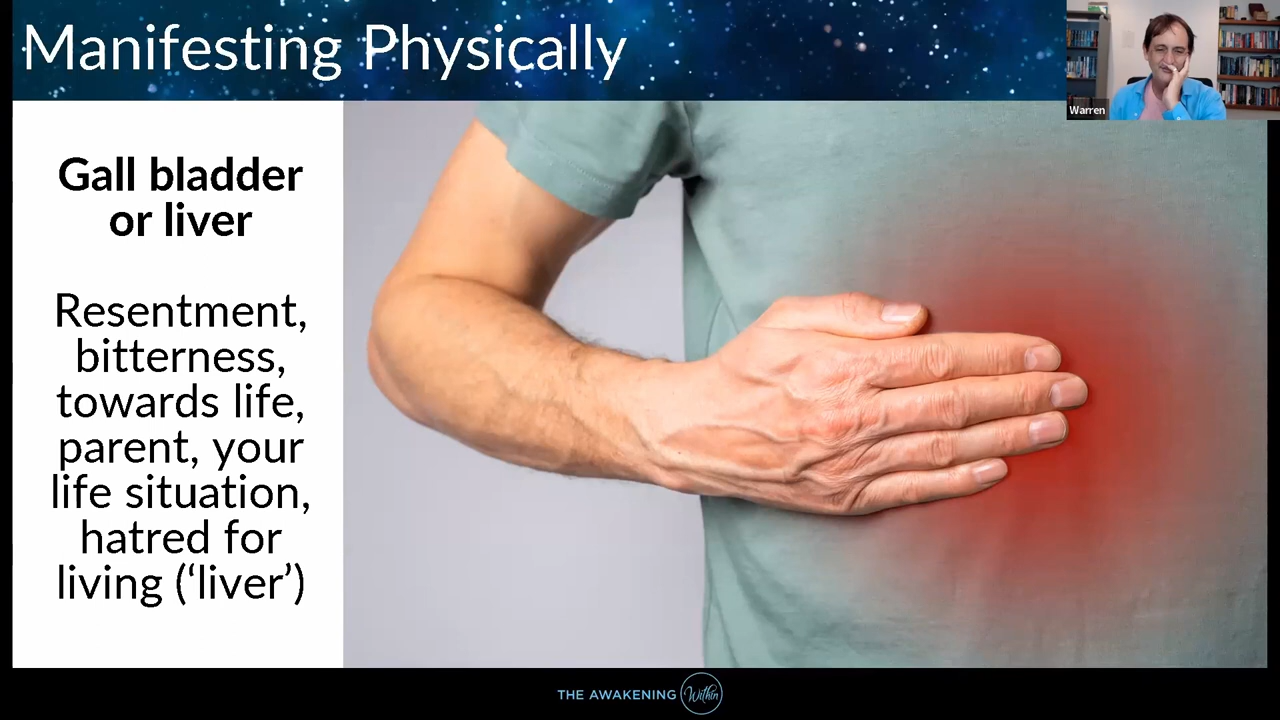 Manifesting Physically
Warren
Gall bladder
or liver
Resentment,
bitterness,
towards life,
parent, your
life situation,
hatred for
living (‘liver’)
THE AWAKENING Within